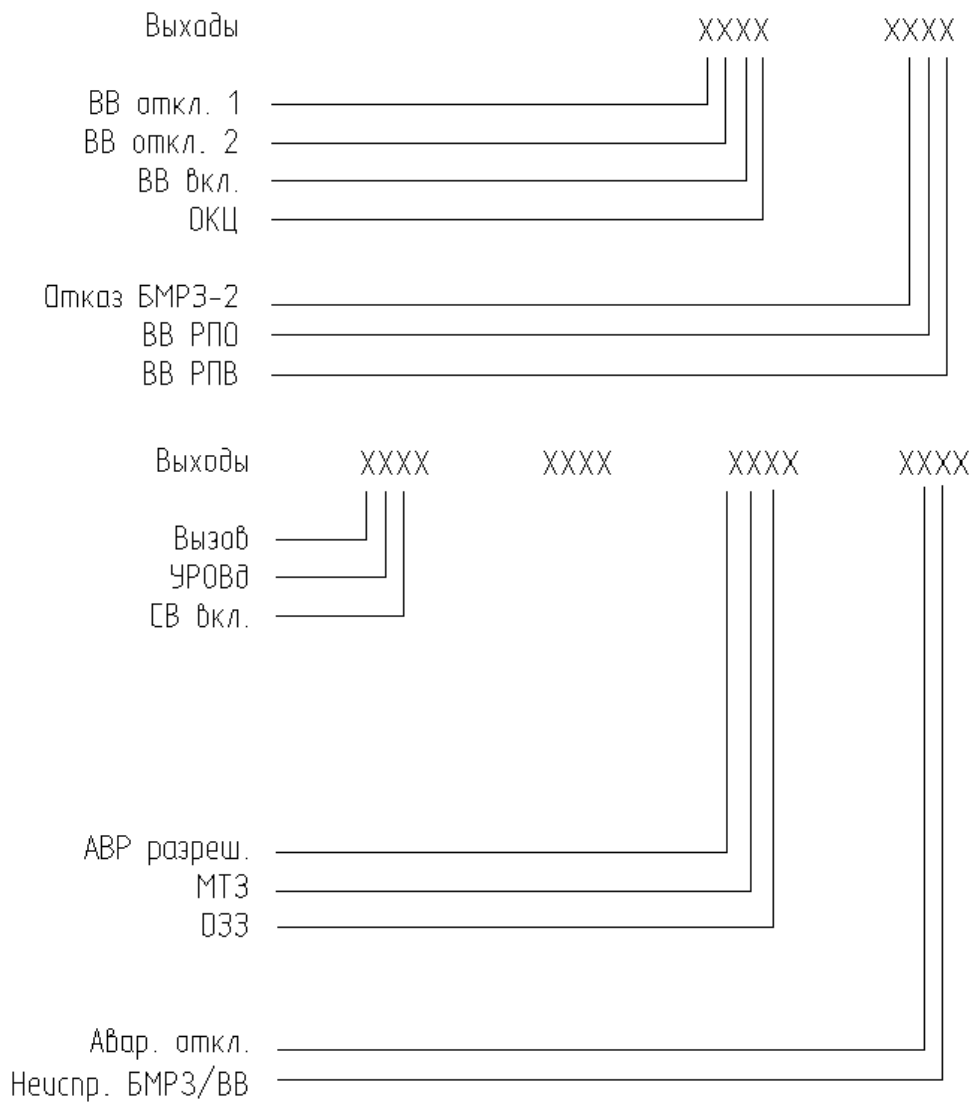 Выходы XXXX XXXX
ВВ откл. 1
ВВ откл. 2
ВВ вкл.
ОКЦ
Отказ БМРЗ-2
ВВ РПО
ВВ РПВ
Выходы XXXX XXXX XXXX XXXX
Вызов
УРОВд
СВ вкл.
АВР разреш.
МТЗ
ОЗЗ
Авар. откл.
Неиспр. БМРЗ/ВВ